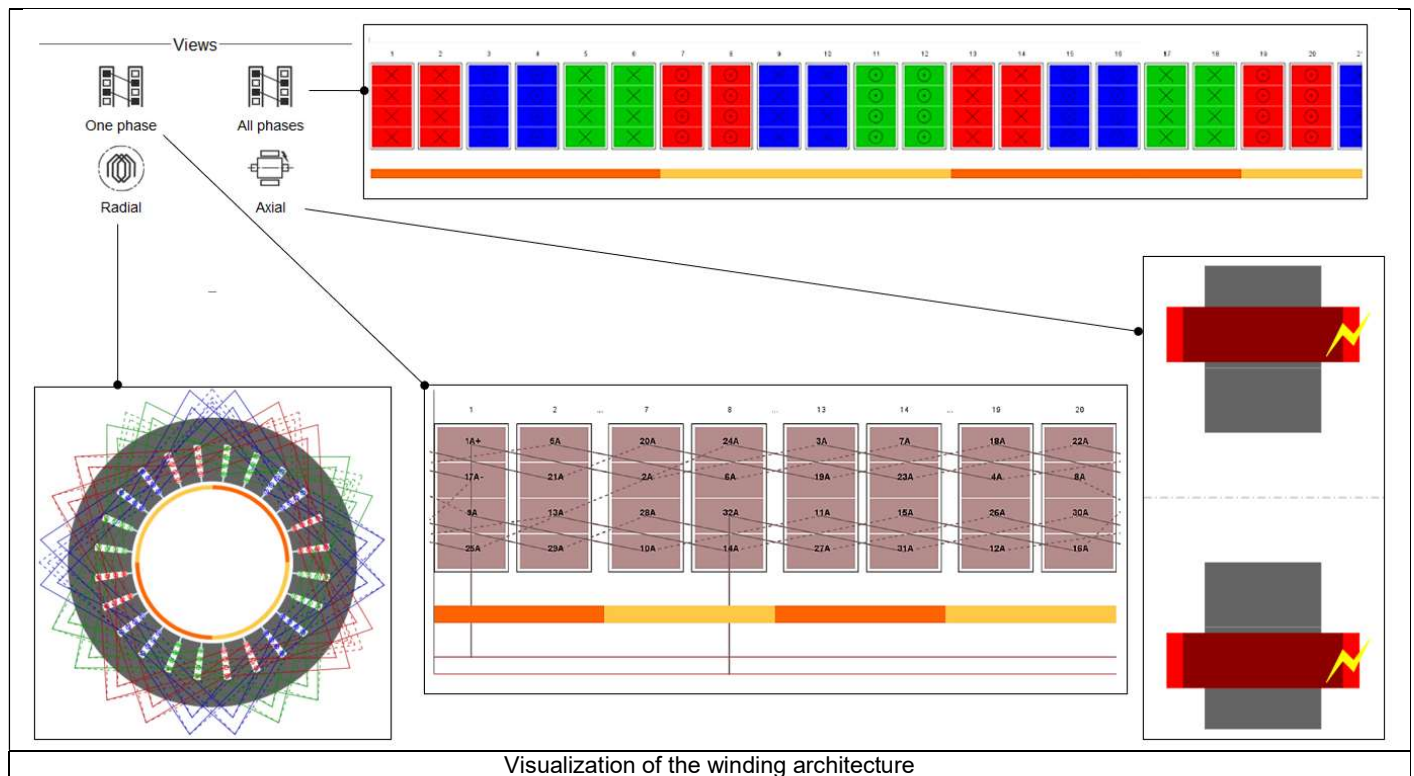 Views
One phase
All phases
Radial
Axial
1 2 3 4 5 6 7 8 9 10 11 12 13 14 15 16 17 18 19 20
1 2 ... 7 8 ... 13 14 ... 19 20
1A+ 5A 20A 24A 3A 7A 18A 22A
17A- 21A 2A 6A 19A 23A 4A 8A
9A 13A 28A 32A 11A 15A 26A 30A
25A 29A 10A 14A 27A 31A 12A 16A
Visualization of the winding architecture